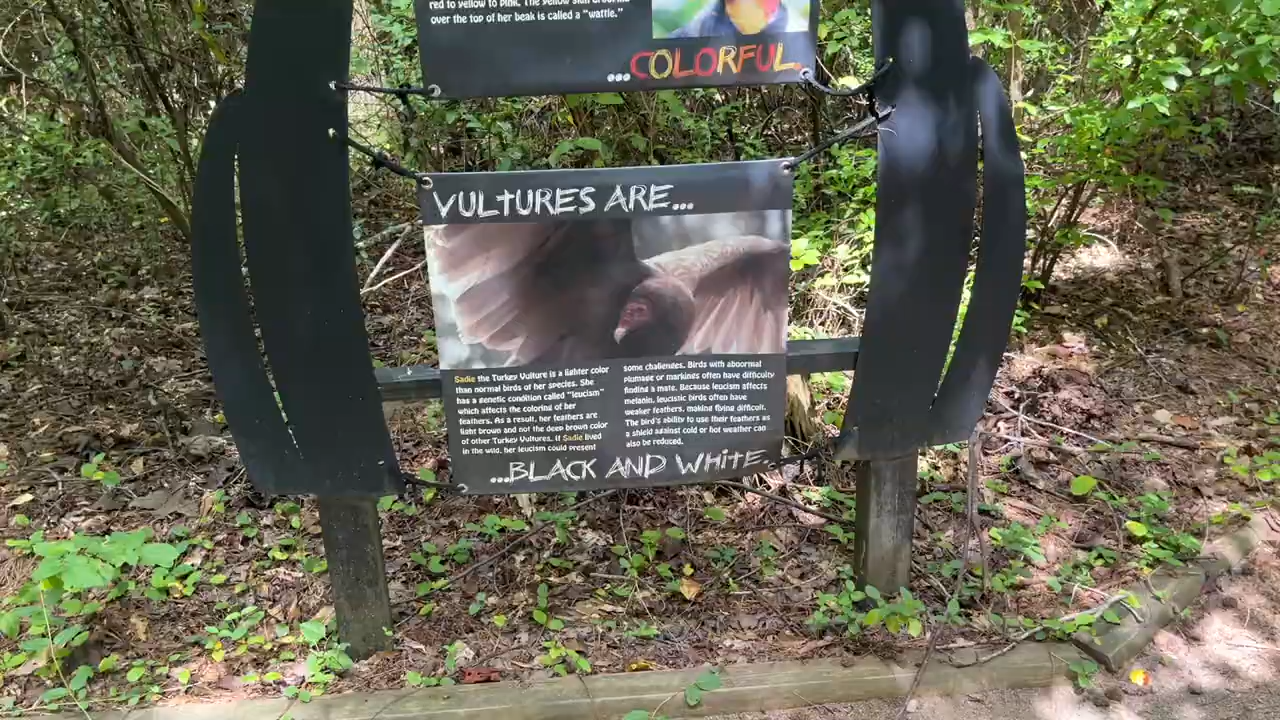 red to yellow to pink. The yellow skin
over the top of her beak is called a "wattle."
...COLORFUL.
VULTURES ARE...
Sadie the Turkey Vulture is a lighter color
than normal birds of her species. She
has a genetic condition called "leucism"
which affects the coloring of her
feathers. As a result, her feathers are
light brown and not the deep brown color
of other Turkey Vultures. If Sadie lived
in the wild, her leucism could present
some challenges. Birds with abnormal
plumage or markings often have difficulty
finding a mate. Because leucism affects
melanin, leucistic birds often have
weaker feathers, making flying difficult.
The bird's ability to use their feathers as
a shield against cold or hot weather can
also be reduced.
...BLACK AND WHITE.